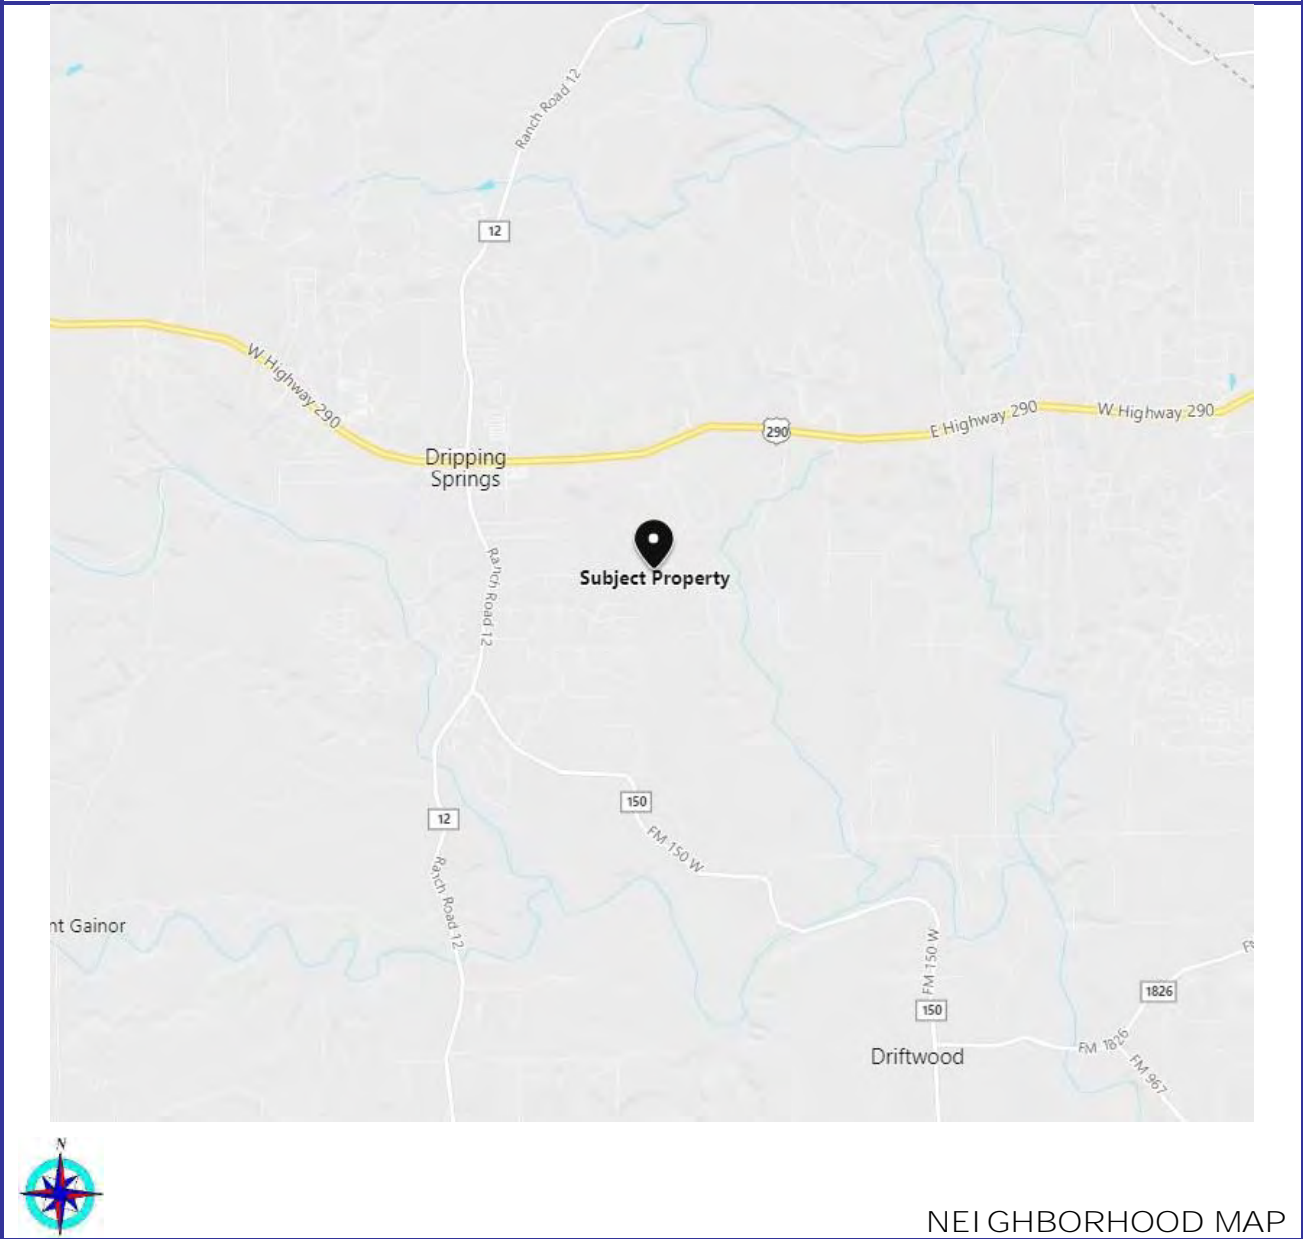 Ranch Road 12
12
W Highway 290
290
E Highway 290
W Highway 290
Dripping
Springs
Subject Property
Ranch Road 12
150
12
FM 150 W
Ranch Road 12
nt Gainor
FM 150 W
1826
150
FM 1826
Driftwood
FM 967
N
NEIGHBORHOOD MAP